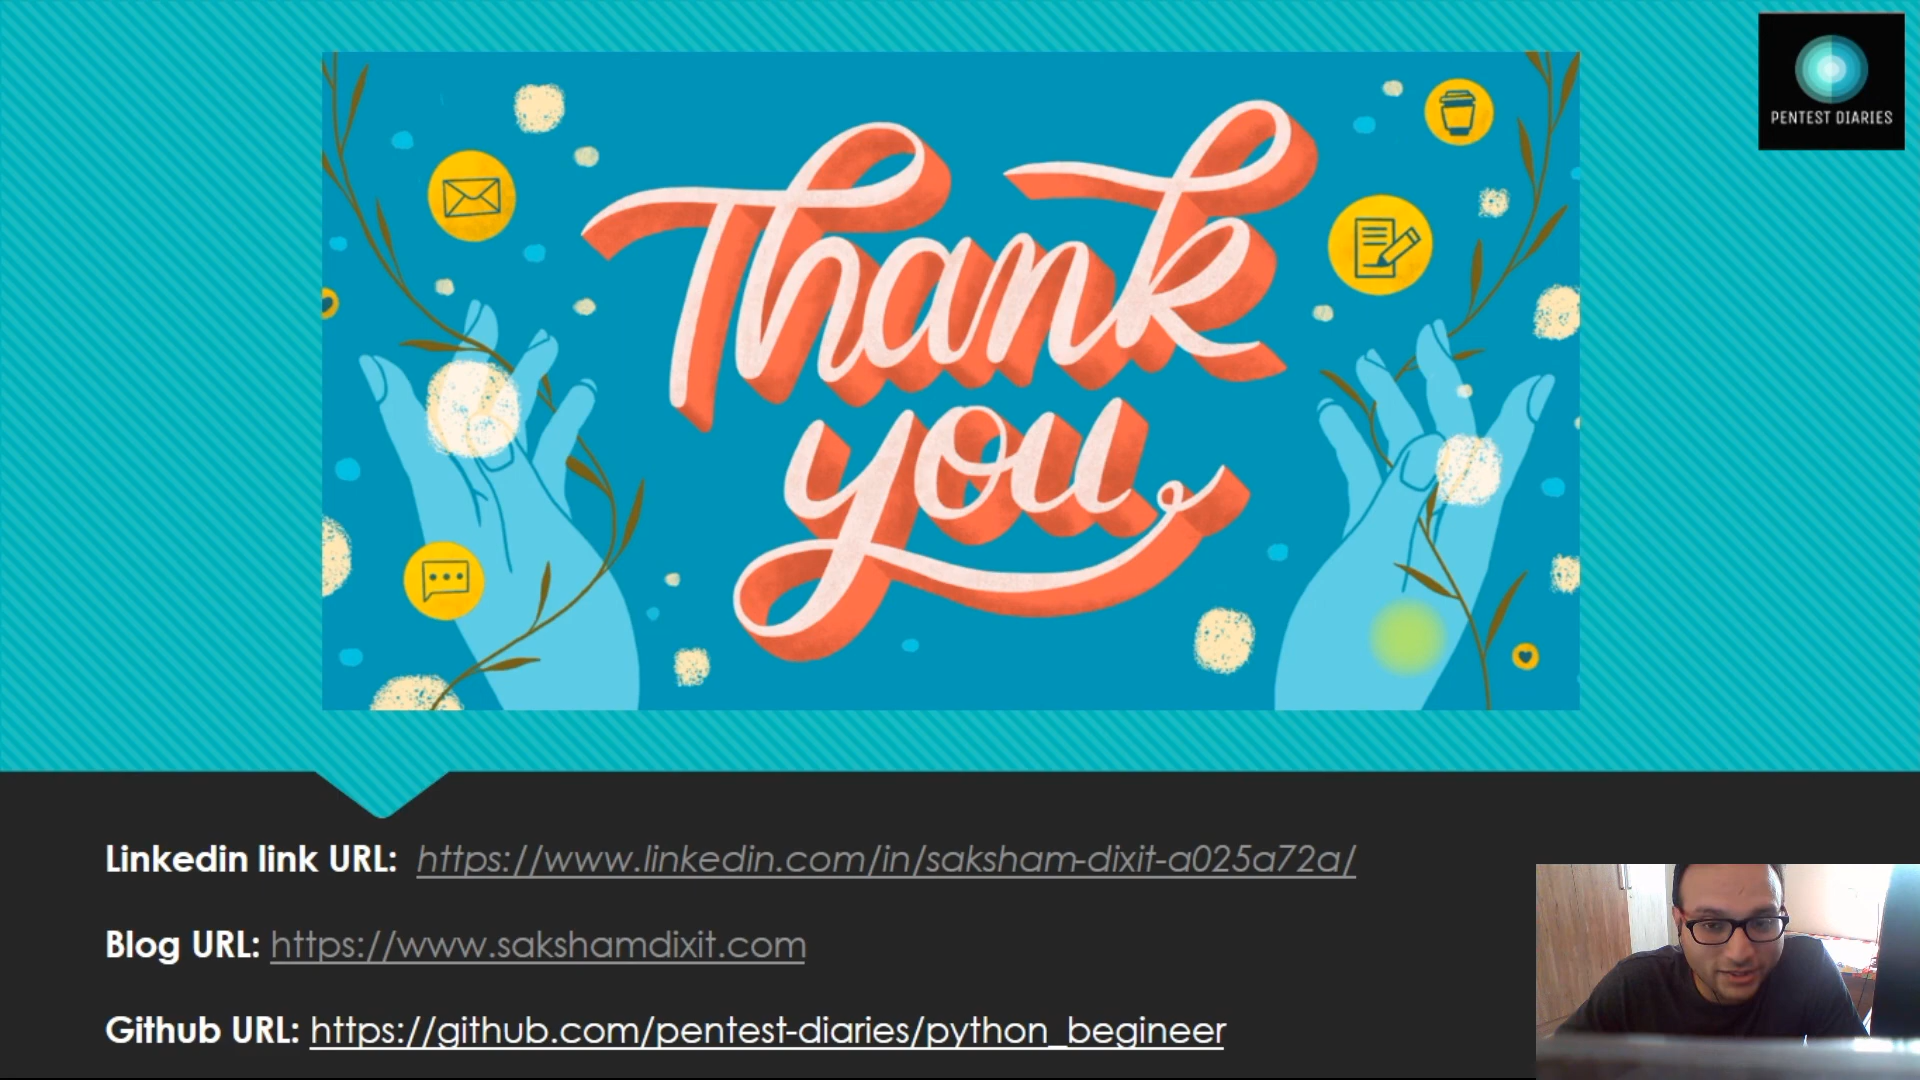 PENTEST DIARIES
Thank
you
Linkedin link URL: https://www.linkedin.com/in/saksham-dixit-a025a72a/
Blog URL: https://www.sakshamdixit.com
Github URL: https://github.com/pentest-diaries/python_begineer